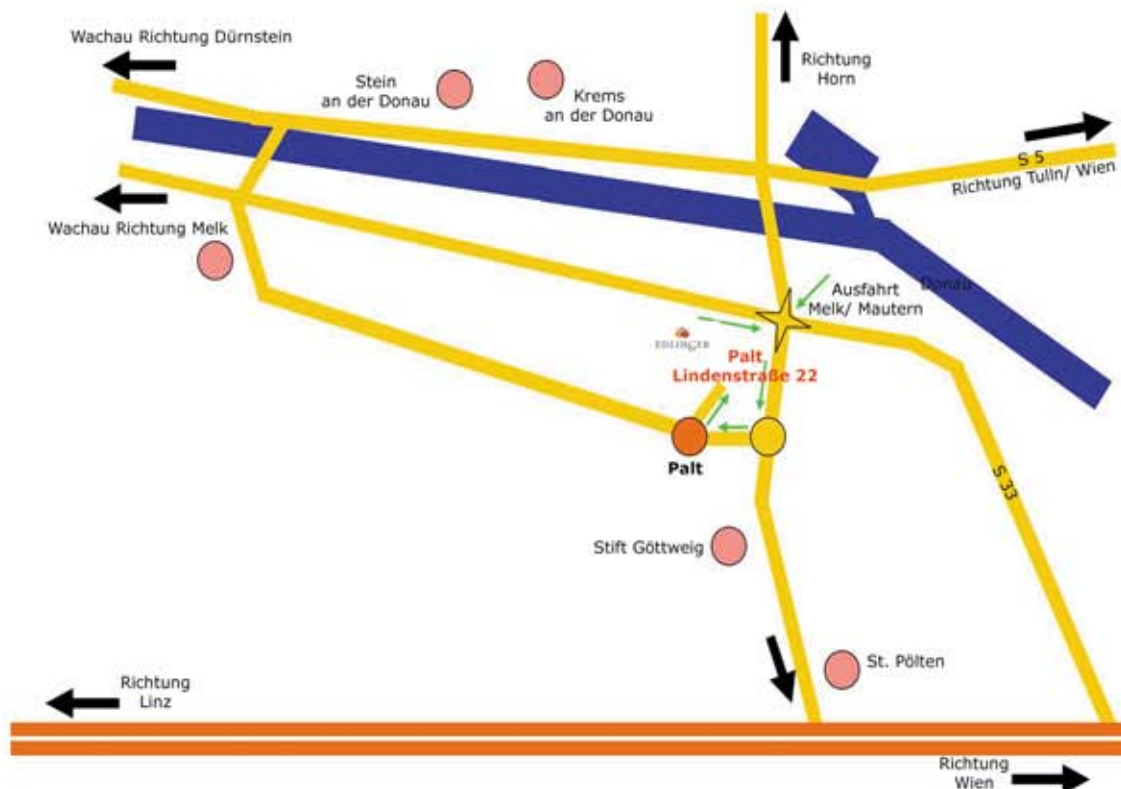 Wachau Richtung Dürnstein
Stein
an der Donau
Krems
an der Donau
Richtung
Horn
S 5
Richtung Tulln/ Wien
Wachau Richtung Melk
Donau
Ausfahrt
Melk/ Mautern
EDLINGER
Palt
Lindenstraße 22
Palt
S 33
Stift Göttweig
St. Pölten
Richtung
Linz
Richtung
Wien